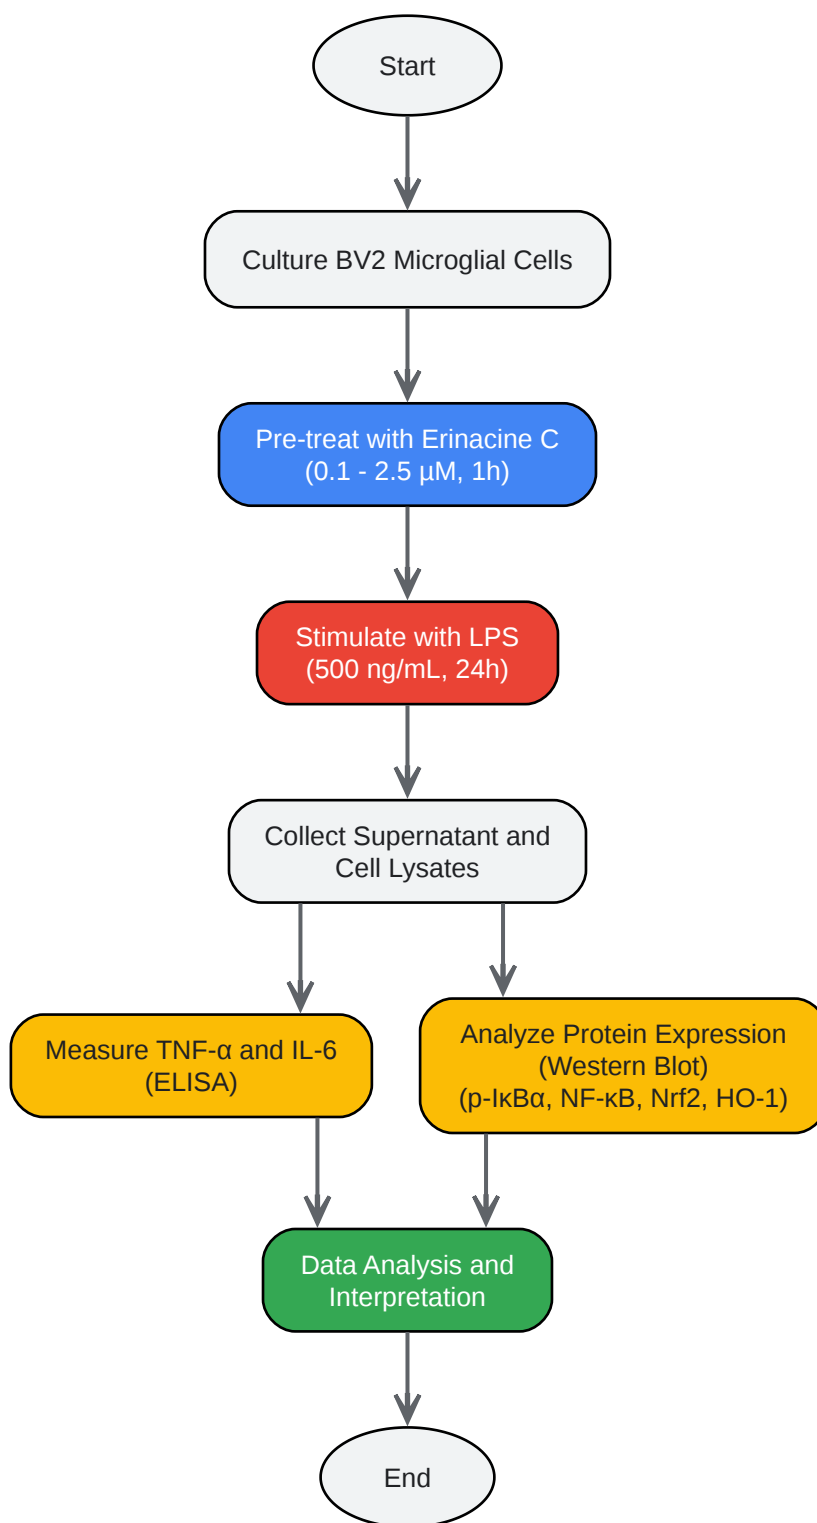 Start
Culture BV2 Microglial Cells
Pre-treat with Erinacine C
(0.1 - 2.5 µM, 1h)
Stimulate with LPS
(500 ng/mL, 24h)
Collect Supernatant and
Cell Lysates
Measure TNF-α and IL-6
(ELISA)
Analyze Protein Expression
(Western Blot)
(p-IκBα, NF-κB, Nrf2, HO-1)
Data Analysis and
Interpretation
End